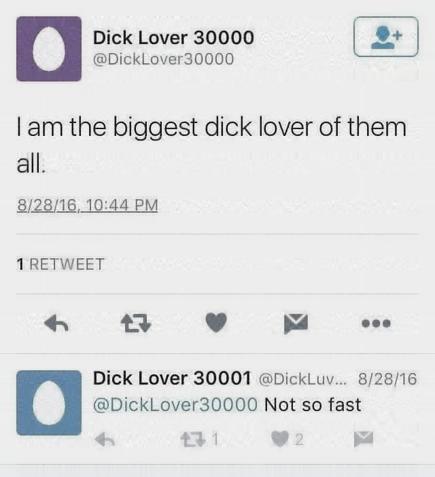 Dick Lover 30000
@DickLover30000
I am the biggest dick lover of them
all.
8/28/16, 10:44 PM
1 RETWEET
Dick Lover 30001 @DickLuv... 8/28/16
@DickLover30000 Not so fast
1 2